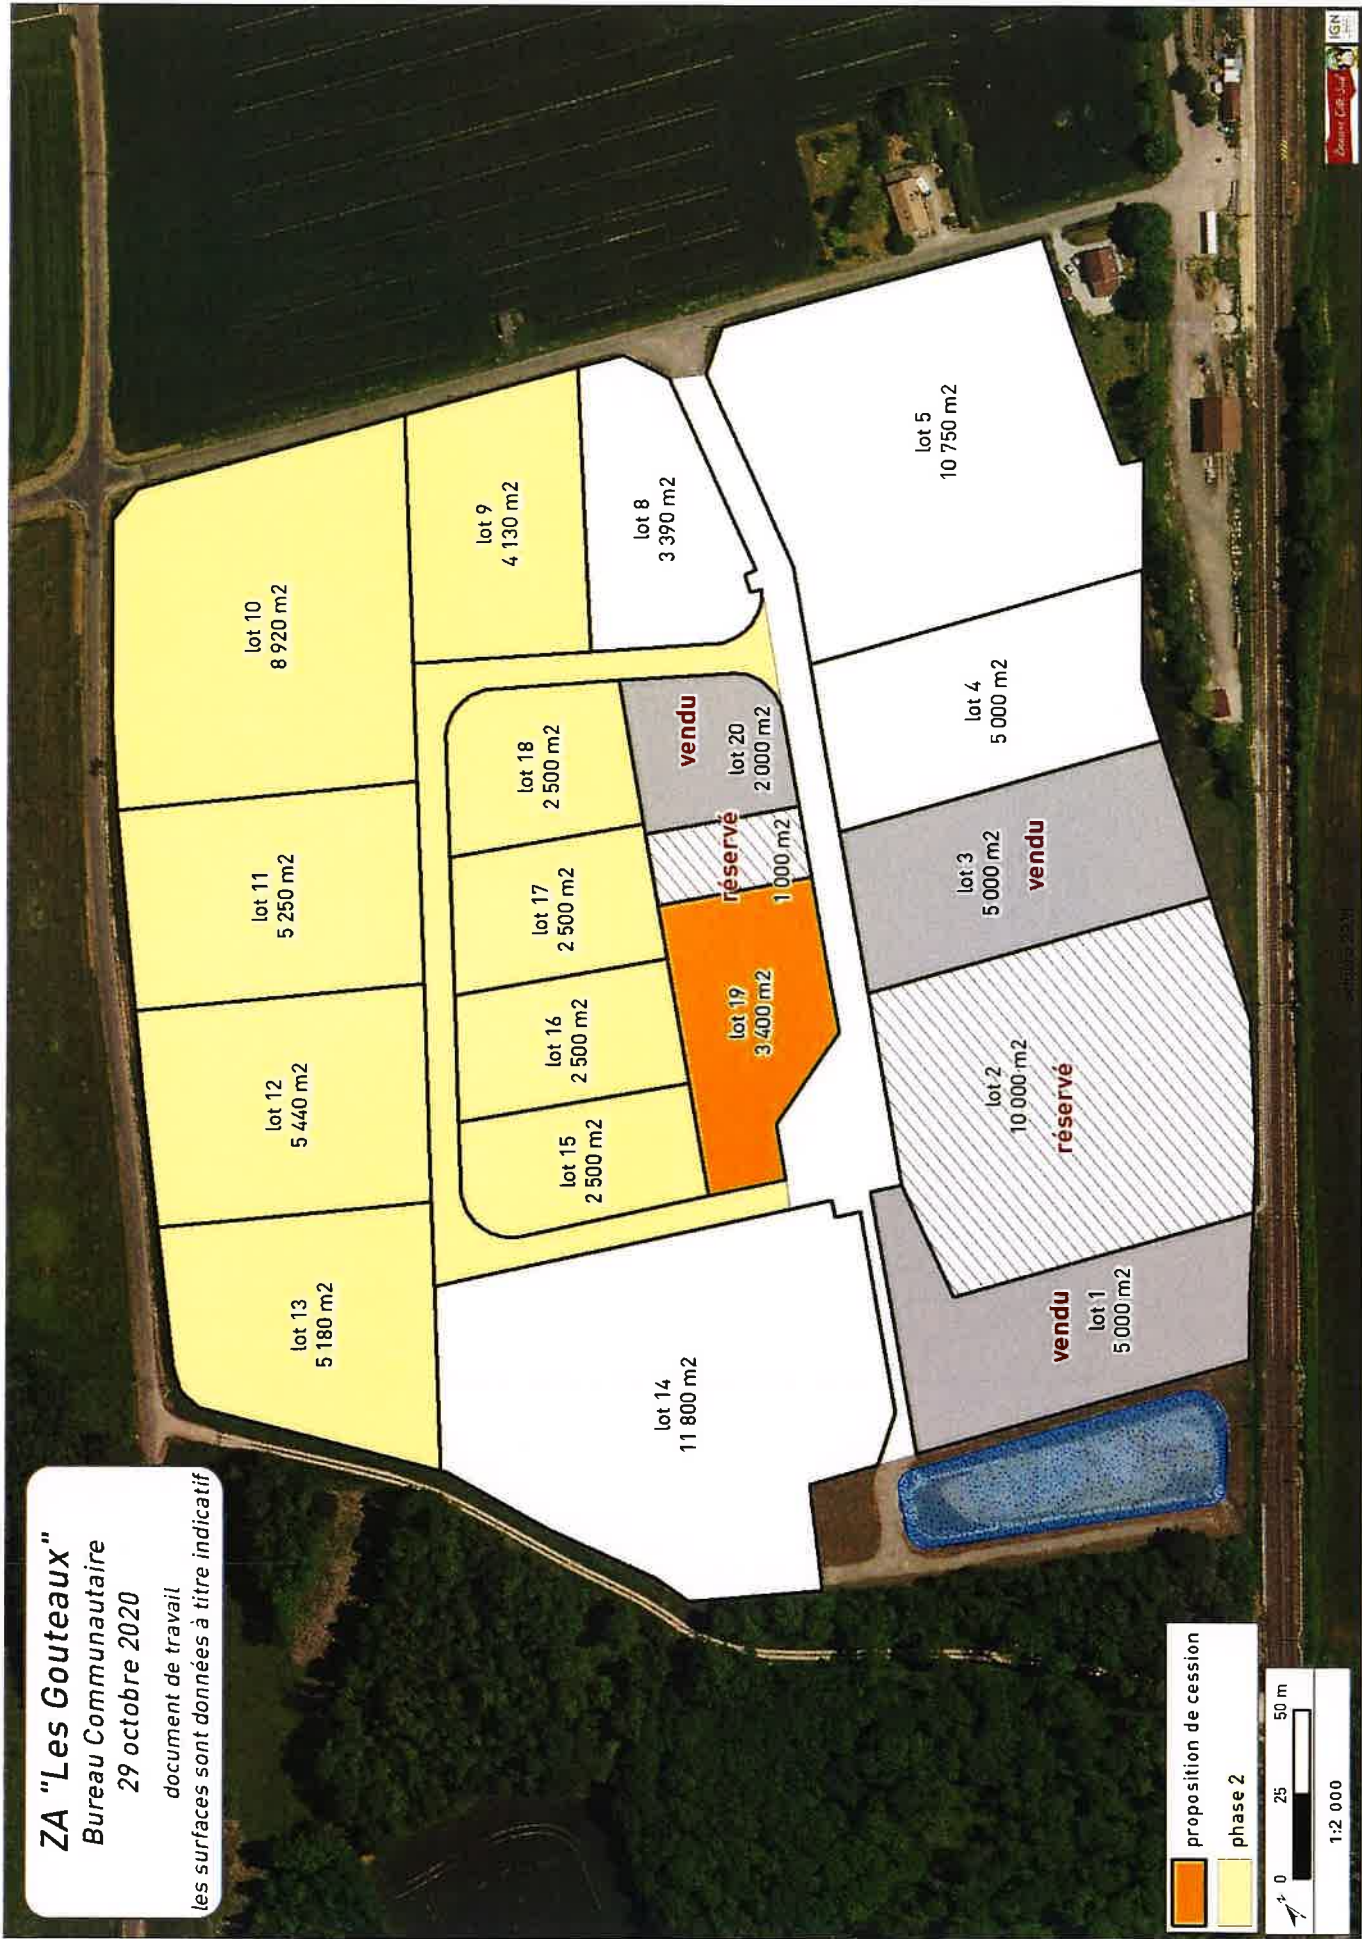 ZA "Les Gouteaux"
Bureau Communautaire
29 octobre 2020
document de travail
les surfaces sont données à titre indicatif
lot 13
5 180 m2
lot 12
5 440 m2
lot 11
5 250 m2
lot 10
8 920 m2
lot 9
4 130 m2
lot 8
3 390 m2
lot 15
2 500 m2
lot 16
2 500 m2
lot 17
2 500 m2
lot 18
2 500 m2
lot 14
11 800 m2
lot 19
3 400 m2
réservé
1 000 m2
vendu
lot 20
2 000 m2
vendu
lot 1
5 000 m2
lot 2
10 000 m2
réservé
lot 3
5 000 m2
vendu
lot 4
5 000 m2
lot 5
10 750 m2
proposition de cession
phase 2
N
0 25 50 m
1:2 000
IGN